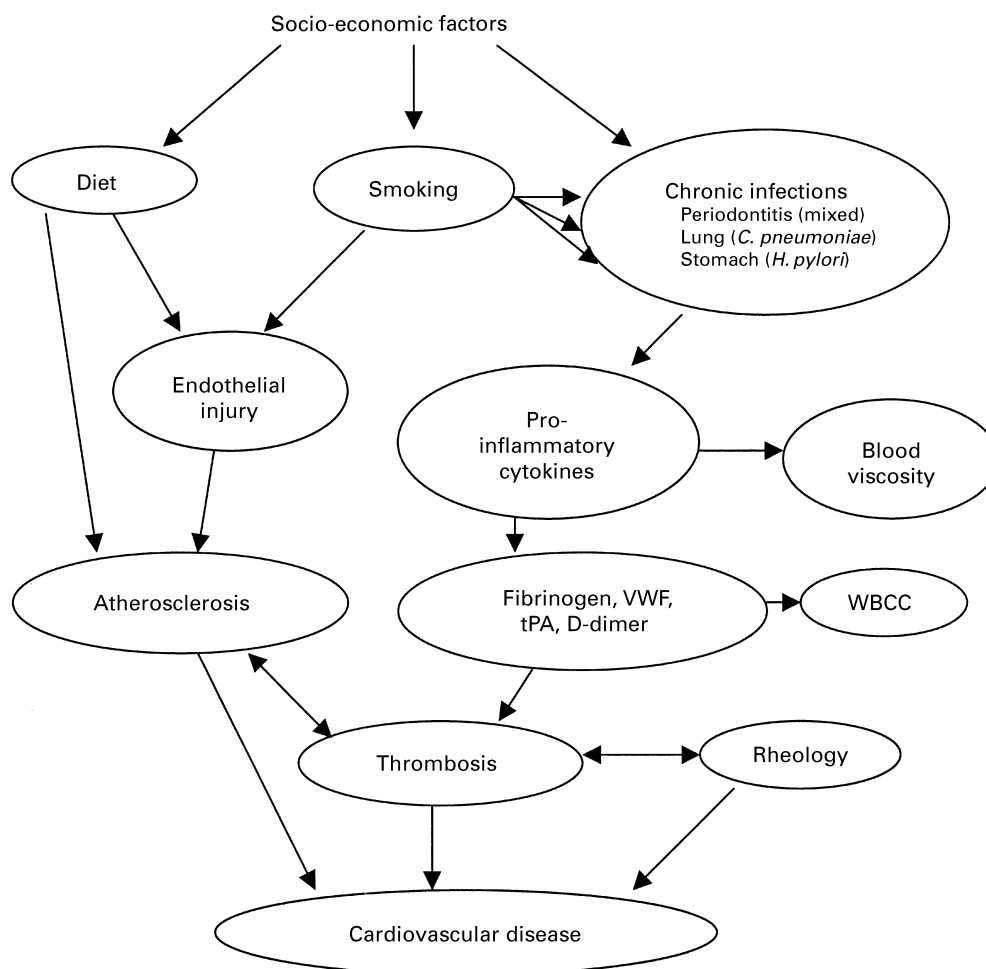 Socio-economic factors
Diet
Smoking
Chronic infections
Periodontitis (mixed)
Lung (C. pneumoniae)
Stomach (H. pylori)
Endothelial
injury
Pro-
inflammatory
cytokines
Blood
viscosity
Atherosclerosis
Fibrinogen, VWF,
tPA, D-dimer
WBCC
Thrombosis
Rheology
Cardiovascular disease